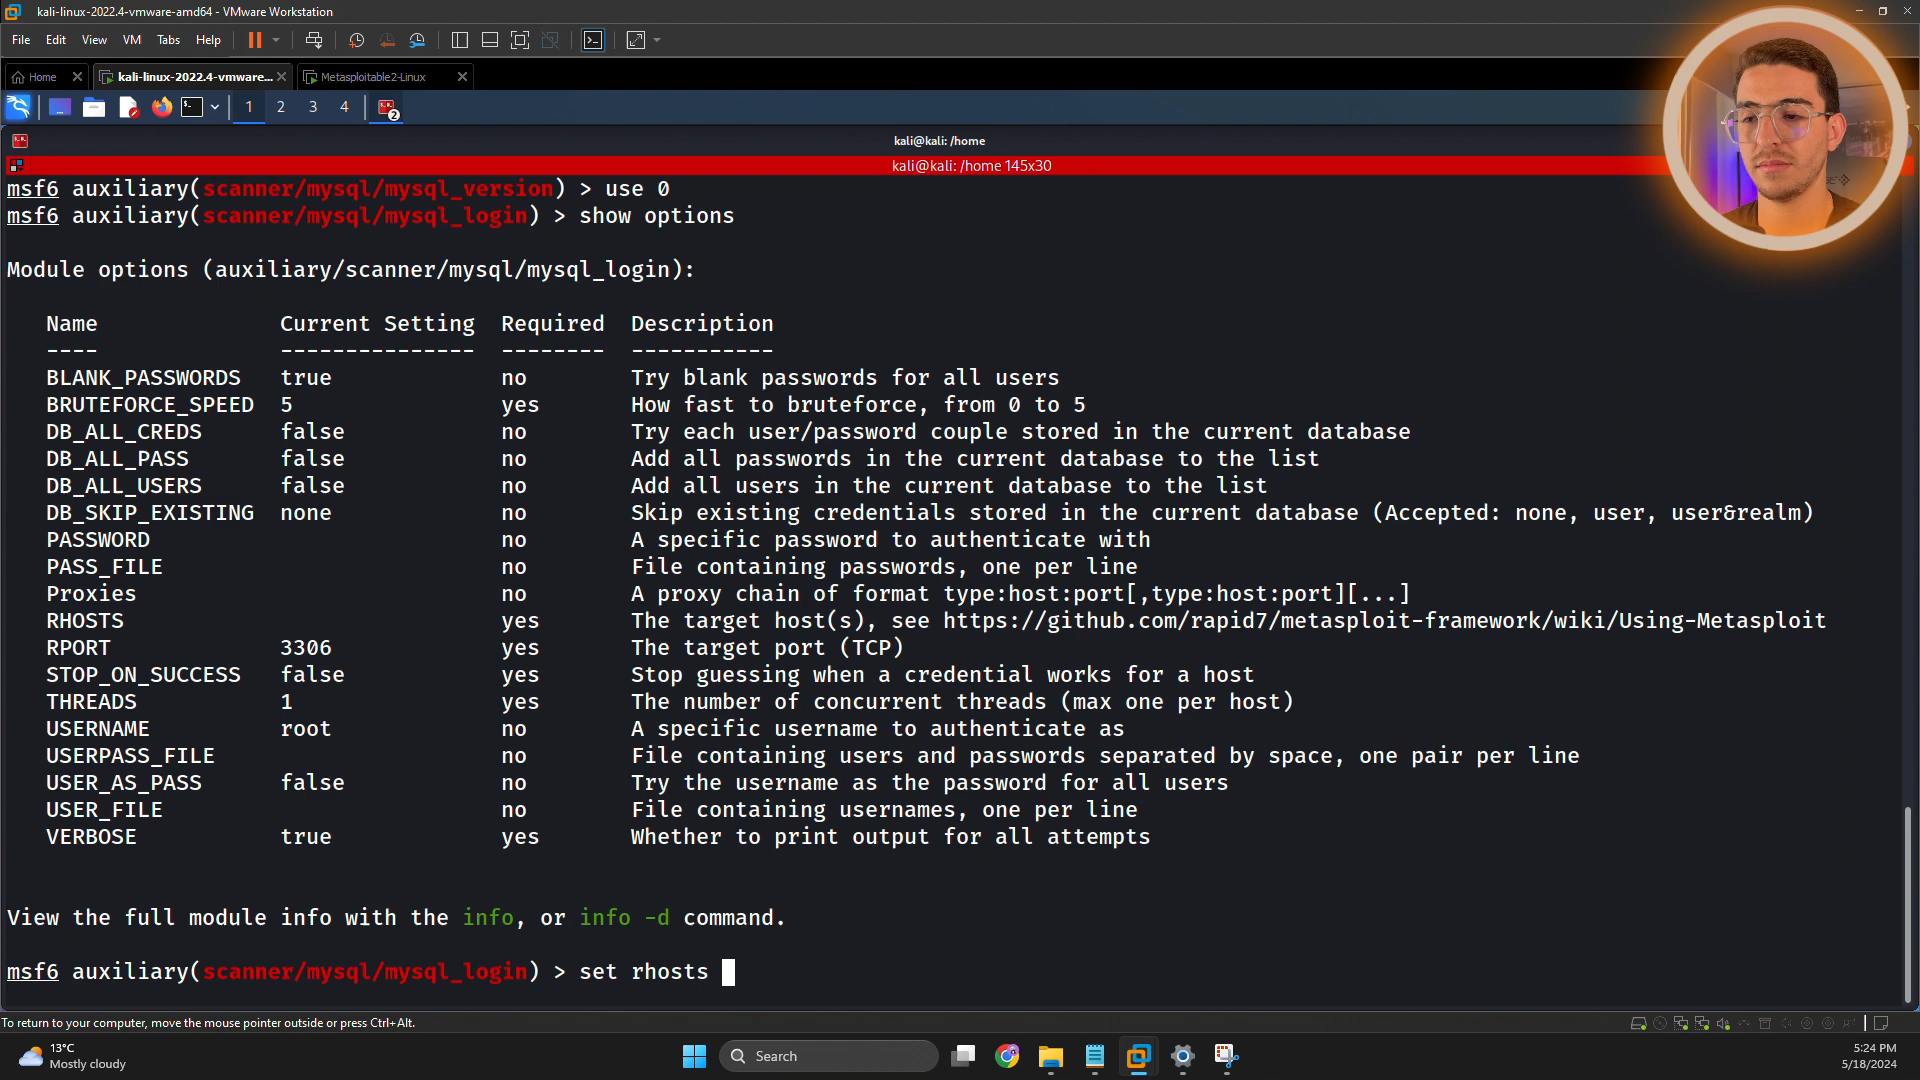 kali-linux-2022.4-vmware-amd64 - VMware Workstation
File Edit View VM Tabs Help
Home
kali-linux-2022.4-vmware...
Metasploitable2-Linux
1 2 3 4 2
kali@kali: /home
kali@kali: /home 145x30
msf6 auxiliary(scanner/mysql/mysql_version) > use 0
msf6 auxiliary(scanner/mysql/mysql_login) > show options
Module options (auxiliary/scanner/mysql/mysql_login):
Name Current Setting Required Description
---- --------------- -------- -----------
BLANK_PASSWORDS true no Try blank passwords for all users
BRUTEFORCE_SPEED 5 yes How fast to bruteforce, from 0 to 5
DB_ALL_CREDS false no Try each user/password couple stored in the current database
DB_ALL_PASS false no Add all passwords in the current database to the list
DB_ALL_USERS false no Add all users in the current database to the list
DB_SKIP_EXISTING none no Skip existing credentials stored in the current database (Accepted: none, user, user&realm)
PASSWORD no A specific password to authenticate with
PASS_FILE no File containing passwords, one per line
Proxies no A proxy chain of format type:host:port[,type:host:port][...]
RHOSTS yes The target host(s), see https://github.com/rapid7/metasploit-framework/wiki/Using-Metasploit
RPORT 3306 yes The target port (TCP)
STOP_ON_SUCCESS false yes Stop guessing when a credential works for a host
THREADS 1 yes The number of concurrent threads (max one per host)
USERNAME root no A specific username to authenticate as
USERPASS_FILE no File containing users and passwords separated by space, one pair per line
USER_AS_PASS false no Try the username as the password for all users
USER_FILE no File containing usernames, one per line
VERBOSE true yes Whether to print output for all attempts
View the full module info with the info, or info -d command.
msf6 auxiliary(scanner/mysql/mysql_login) > set rhosts
To return to your computer, move the mouse pointer outside or press Ctrl+Alt.
13°C
Mostly cloudy
Search
5:24 PM
5/18/2024